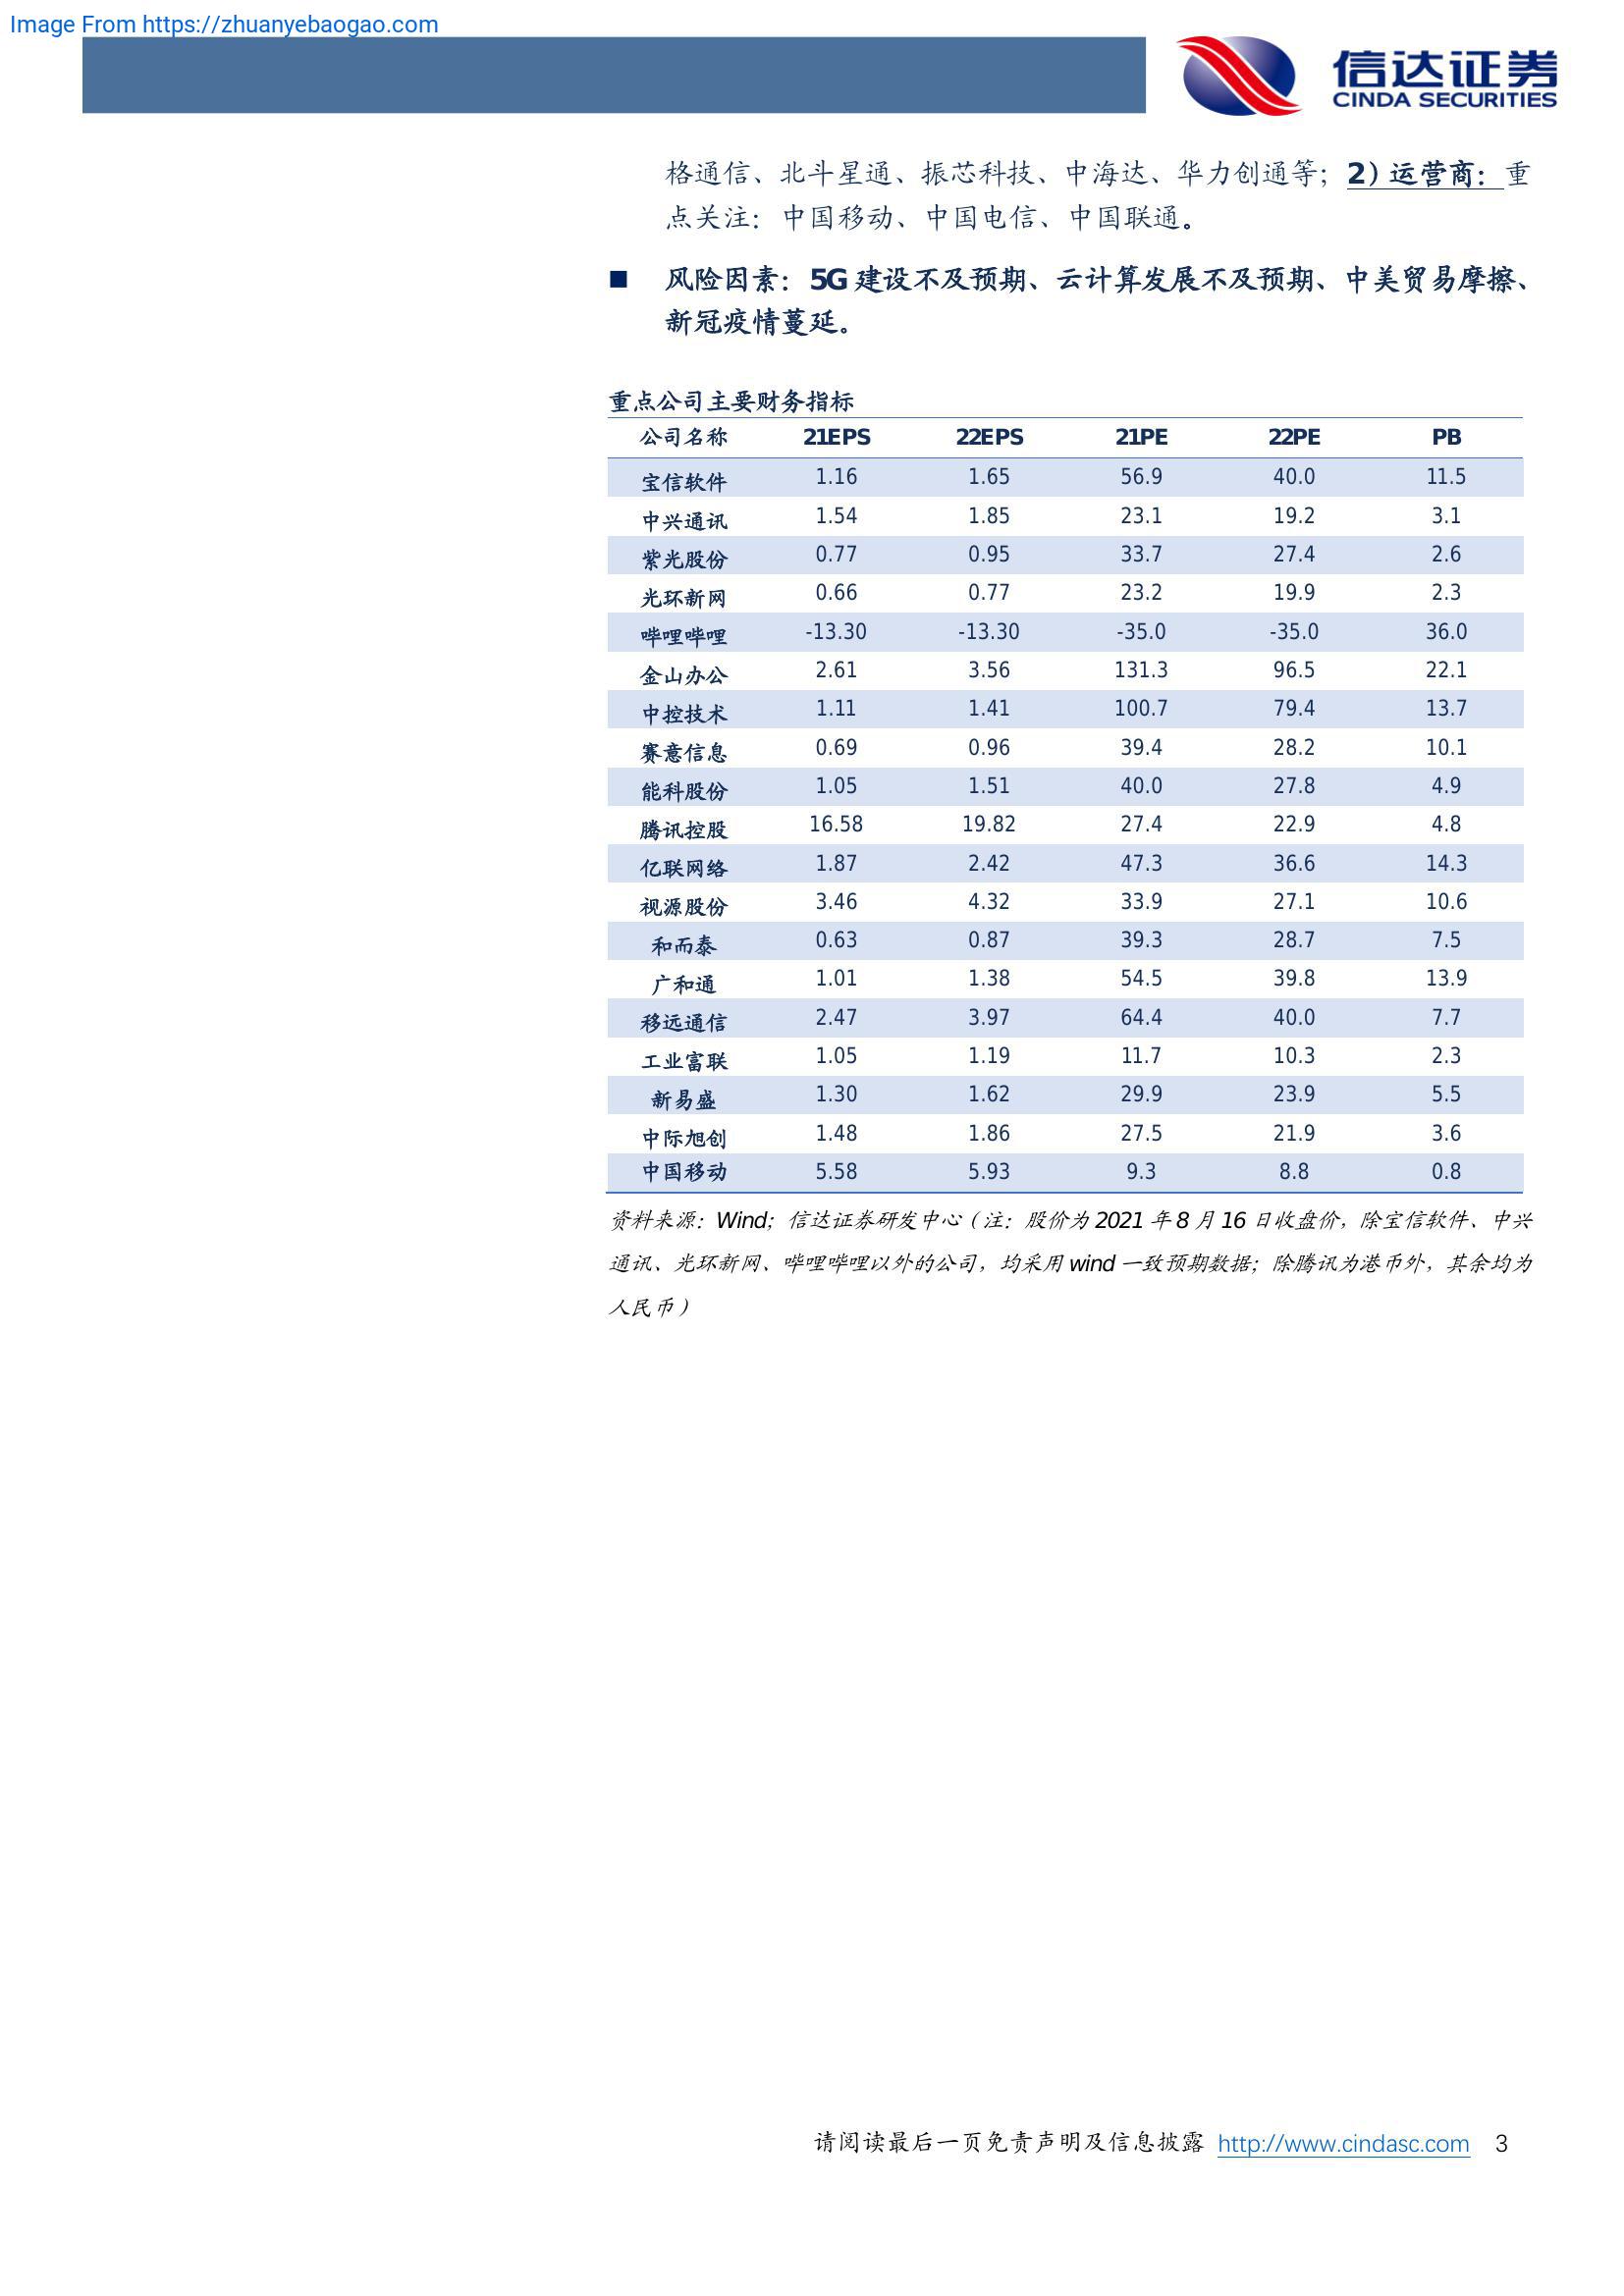 Image From https://zhuanyebaogao.com
信达证券
CINDA SECURITIES
格通信、北斗星通、振芯科技、中海达、华力创通等；2）运营商：重
点关注：中国移动、中国电信、中国联通。
■ 风险因素：5G 建设不及预期、云计算发展不及预期、中美贸易摩擦、
新冠疫情蔓延。
重点公司主要财务指标
公司名称 21EPS 22EPS 21PE 22PE PB
宝信软件 1.16 1.65 56.9 40.0 11.5
中兴通讯 1.54 1.85 23.1 19.2 3.1
紫光股份 0.77 0.95 33.7 27.4 2.6
光环新网 0.66 0.77 23.2 19.9 2.3
哔哩哔哩 -13.30 -13.30 -35.0 -35.0 36.0
金山办公 2.61 3.56 131.3 96.5 22.1
中控技术 1.11 1.41 100.7 79.4 13.7
赛意信息 0.69 0.96 39.4 28.2 10.1
能科股份 1.05 1.51 40.0 27.8 4.9
腾讯控股 16.58 19.82 27.4 22.9 4.8
亿联网络 1.87 2.42 47.3 36.6 14.3
视源股份 3.46 4.32 33.9 27.1 10.6
和而泰 0.63 0.87 39.3 28.7 7.5
广和通 1.01 1.38 54.5 39.8 13.9
移远通信 2.47 3.97 64.4 40.0 7.7
工业富联 1.05 1.19 11.7 10.3 2.3
新易盛 1.30 1.62 29.9 23.9 5.5
中际旭创 1.48 1.86 27.5 21.9 3.6
中国移动 5.58 5.93 9.3 8.8 0.8
资料来源：Wind；信达证券研发中心（注：股价为 2021 年 8 月 16 日收盘价，除宝信软件、中兴
通讯、光环新网、哔哩哔哩以外的公司，均采用 wind 一致预期数据；除腾讯为港币外，其余均为
人民币）
请阅读最后一页免责声明及信息披露 http://www.cindasc.com 3